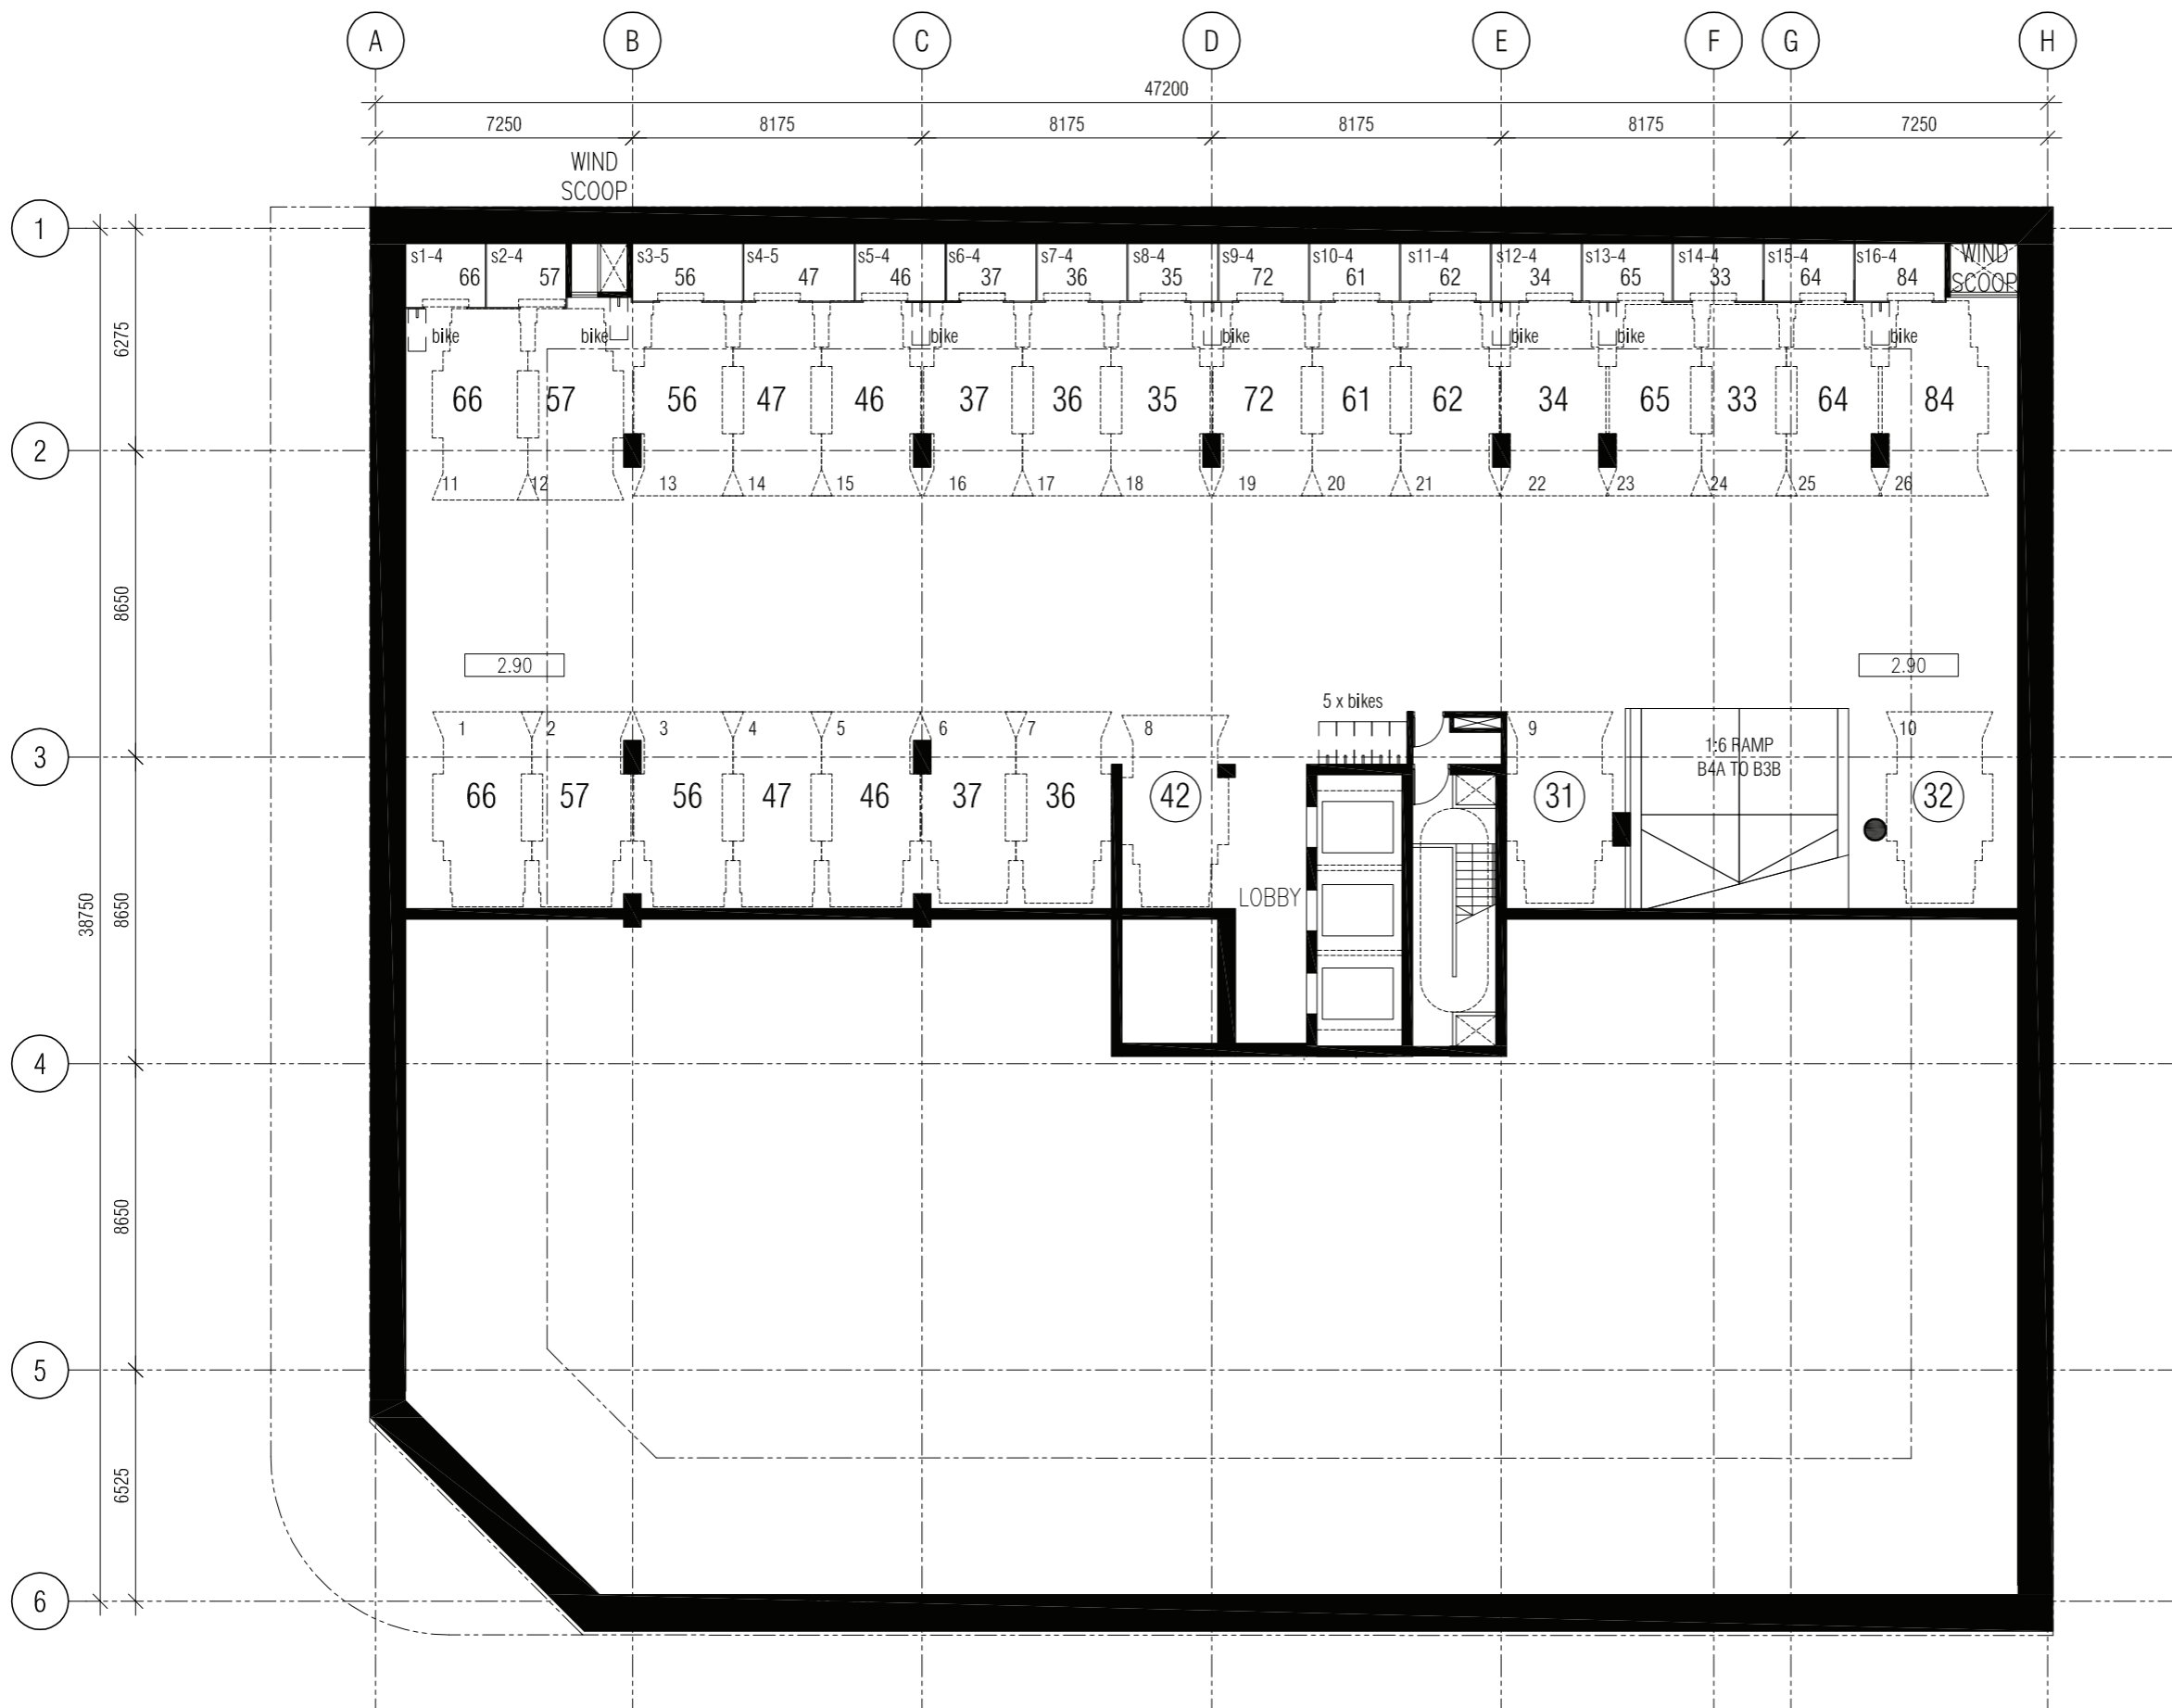 A B C D E F G H
47200
7250 8175 8175 8175 8175 7250
WIND
SCOOP
1
s1-4 s2-4 s3-5 s4-5 s5-4 s6-4 s7-4 s8-4 s9-4 s10-4 s11-4 s12-4 s13-4 s14-4 s15-4 s16-4
WIND
SCOOP
66 57 56 47 46 37 36 35 72 61 62 34 65 33 64 84
6275
bike bike bike bike bike bike bike
66 57 56 47 46 37 36 35 72 61 62 34 65 33 64 84
2
11 12 13 14 15 16 17 18 19 20 21 22 23 24 25 26
8650
2.90 2.90
5 x bikes
1 2 3 4 5 6 7 8 9 10
3
1:6 RAMP
B4A TO B3B
66 57 56 47 46 37 36 42 31 32
LOBBY
38750
8650
4
8650
5
6525
6